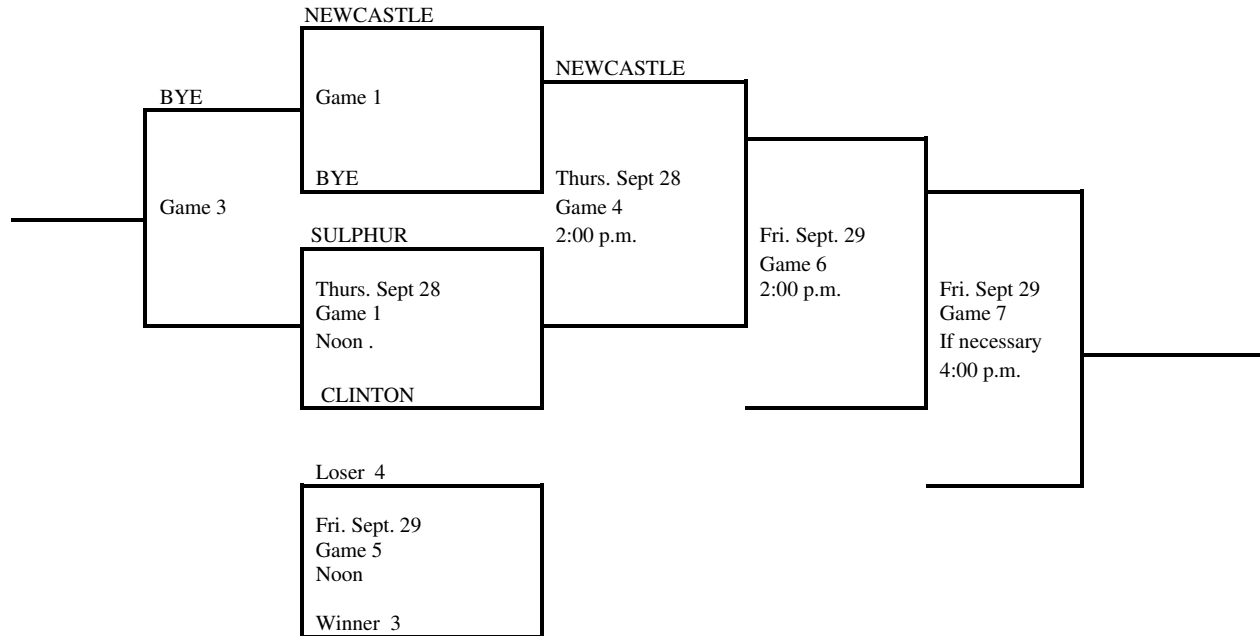 NEWCASTLE
NEWCASTLE
BYE
Game 1
BYE
Thurs. Sept 28
Game 3
Game 4
SULPHUR
2:00 p.m.
Fri. Sept. 29
Game 6
Thurs. Sept 28
2:00 p.m.
Fri. Sept 29
Game 1
Game 7
Noon .
If necessary
4:00 p.m.
CLINTON
Loser 4
Fri. Sept. 29
Game 5
Noon
Winner 3